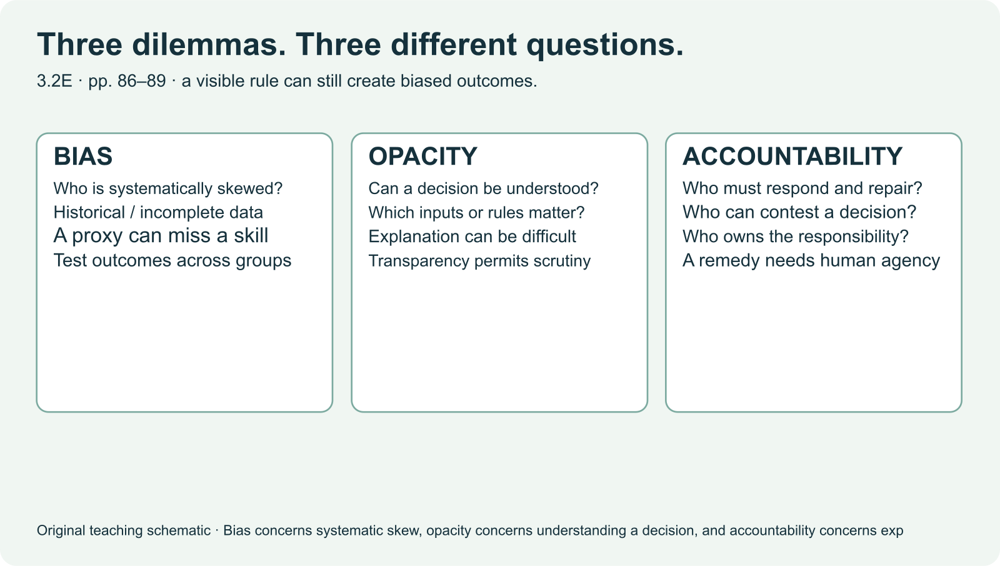 Three dilemmas. Three different questions.
3.2E · pp. 86–89 · a visible rule can still create biased outcomes.
BIAS
Who is systematically skewed?
Historical / incomplete data
A proxy can miss a skill
Test outcomes across groups
OPACITY
Can a decision be understood?
Which inputs or rules matter?
Explanation can be difficult
Transparency permits scrutiny
ACCOUNTABILITY
Who must respond and repair?
Who can contest a decision?
Who owns the responsibility?
A remedy needs human agency
Original teaching schematic · Bias concerns systematic skew, opacity concerns understanding a decision, and accountability concerns exp